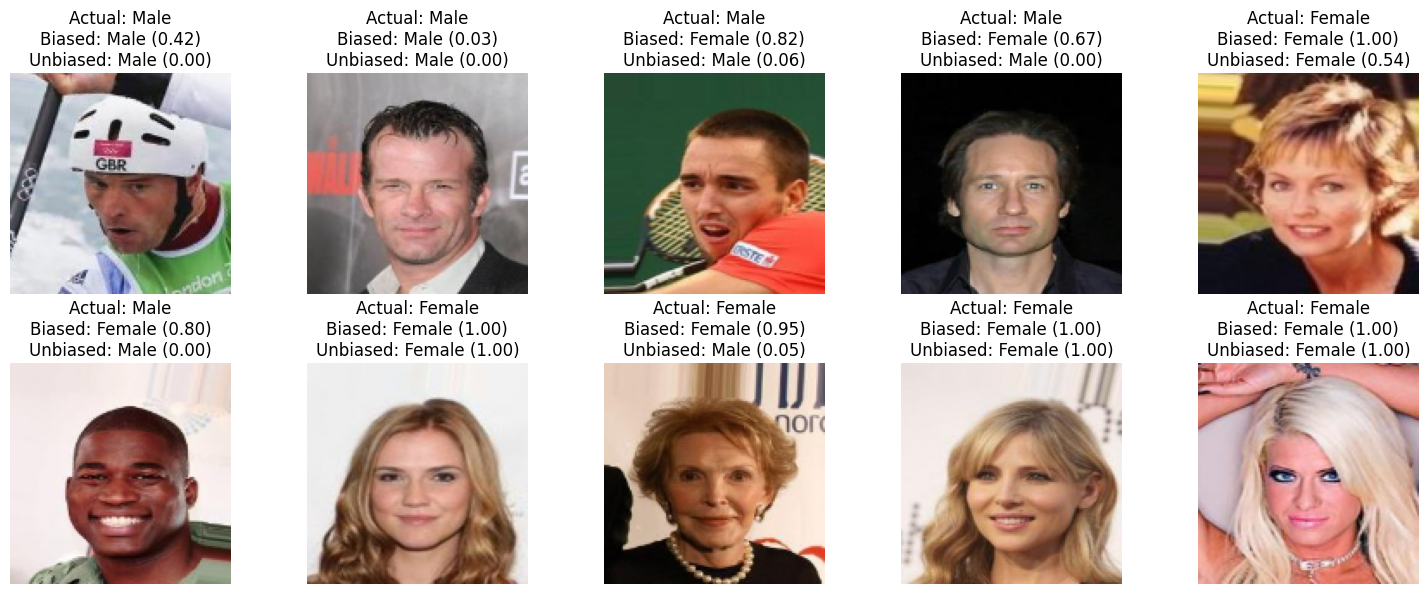 Actual: Male
Biased: Male (0.42)
Unbiased: Male (0.00)
Actual: Male
Biased: Male (0.03)
Unbiased: Male (0.00)
Actual: Male
Biased: Female (0.82)
Unbiased: Male (0.06)
Actual: Male
Biased: Female (0.67)
Unbiased: Male (0.00)
Actual: Female
Biased: Female (1.00)
Unbiased: Female (0.54)
GBR
london
ERSTE
Actual: Male
Biased: Female (0.80)
Unbiased: Male (0.00)
Actual: Female
Biased: Female (1.00)
Unbiased: Female (1.00)
Actual: Female
Biased: Female (0.95)
Unbiased: Male (0.05)
Actual: Female
Biased: Female (1.00)
Unbiased: Female (1.00)
Actual: Female
Biased: Female (1.00)
Unbiased: Female (1.00)